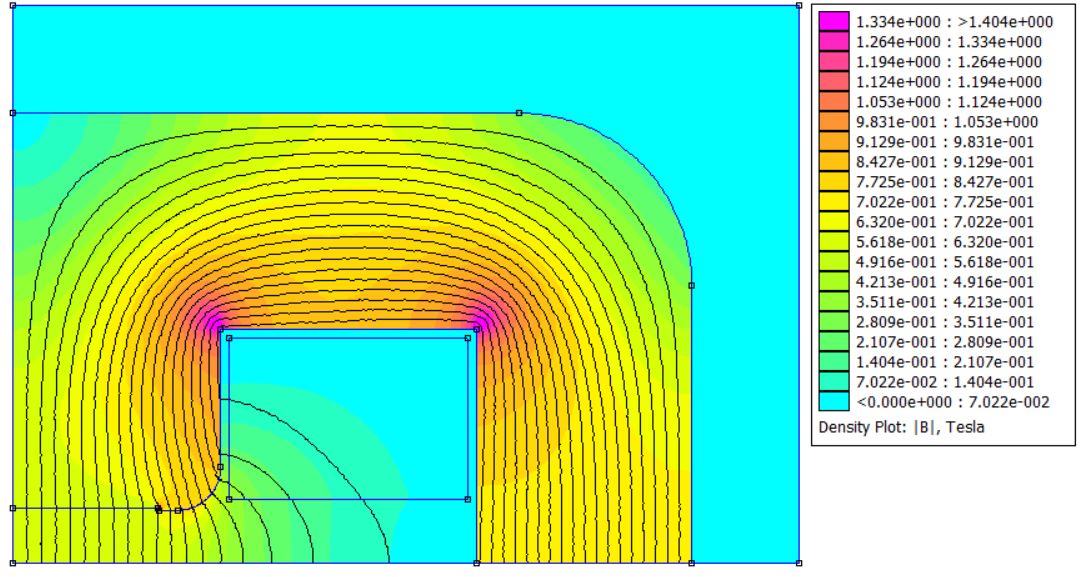 1.334e+000 : >1.404e+000
1.264e+000 : 1.334e+000
1.194e+000 : 1.264e+000
1.124e+000 : 1.194e+000
1.053e+000 : 1.124e+000
9.831e-001 : 1.053e+000
9.129e-001 : 9.831e-001
8.427e-001 : 9.129e-001
7.725e-001 : 8.427e-001
7.022e-001 : 7.725e-001
6.320e-001 : 7.022e-001
5.618e-001 : 6.320e-001
4.916e-001 : 5.618e-001
4.213e-001 : 4.916e-001
3.511e-001 : 4.213e-001
2.809e-001 : 3.511e-001
2.107e-001 : 2.809e-001
1.404e-001 : 2.107e-001
7.022e-002 : 1.404e-001
<0.000e+000 : 7.022e-002
Density Plot: |B|, Tesla